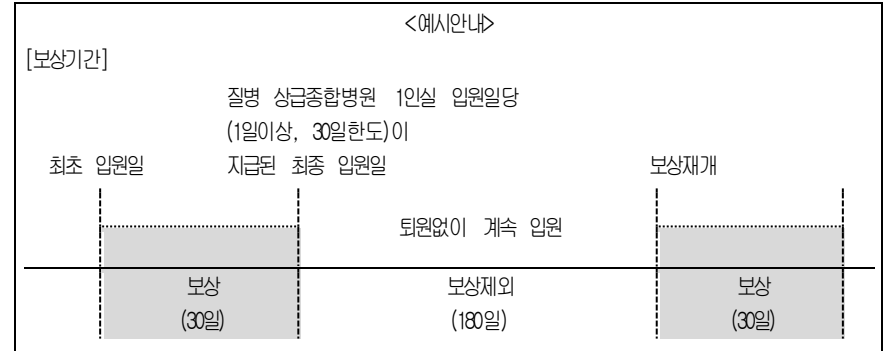 <예시안내>
[보상기간]
질병 상급종합병원 1인실 입원일당
(1일이상, 30일한도)이
최초 입원일 지급된 최종 입원일 보상재개
퇴원없이 계속 입원
보상 보상제외 보상
(30일) (180일) (30일)